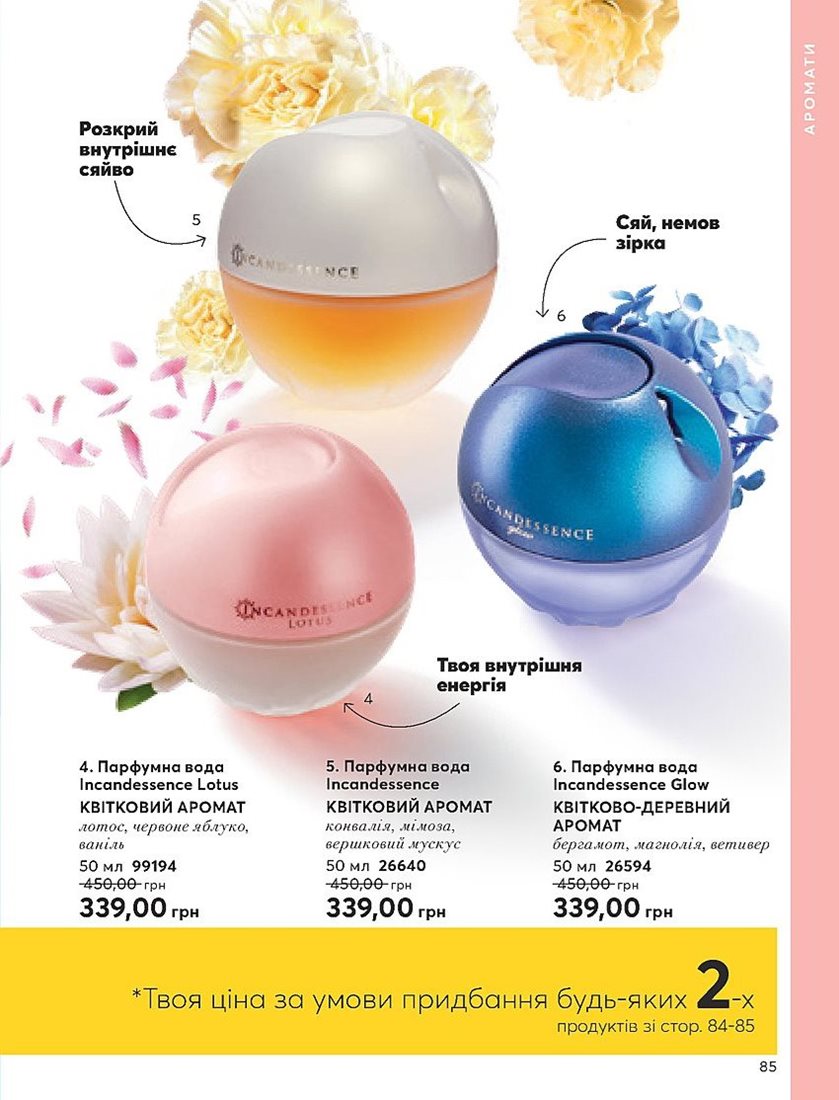 АРОМАТИ
Розкрий
внутрішнє
сяйво
5
INCANDESSENCE
Сяй, немов
зірка
6
INCANDESSENCE
glow
INCANDESSENCE
LOTUS
Твоя внутрішня
енергія
4
4. Парфумна вода
Incandessence Lotus
КВІТКОВИЙ АРОМАТ
лотос, червоне яблуко,
ваніль
50 мл 99194
450,00 грн
339,00 грн
5. Парфумна вода
Incandessence
КВІТКОВИЙ АРОМАТ
конвалія, мімоза,
вершковий мускус
50 мл 26640
450,00 грн
339,00 грн
6. Парфумна вода
Incandessence Glow
КВІТКОВО-ДЕРЕВНИЙ
АРОМАТ
бергамот, магнолія, ветивер
50 мл 26594
450,00 грн
339,00 грн
*Твоя ціна за умови придбання будь-яких 2-х
продуктів зі стор. 84-85
85